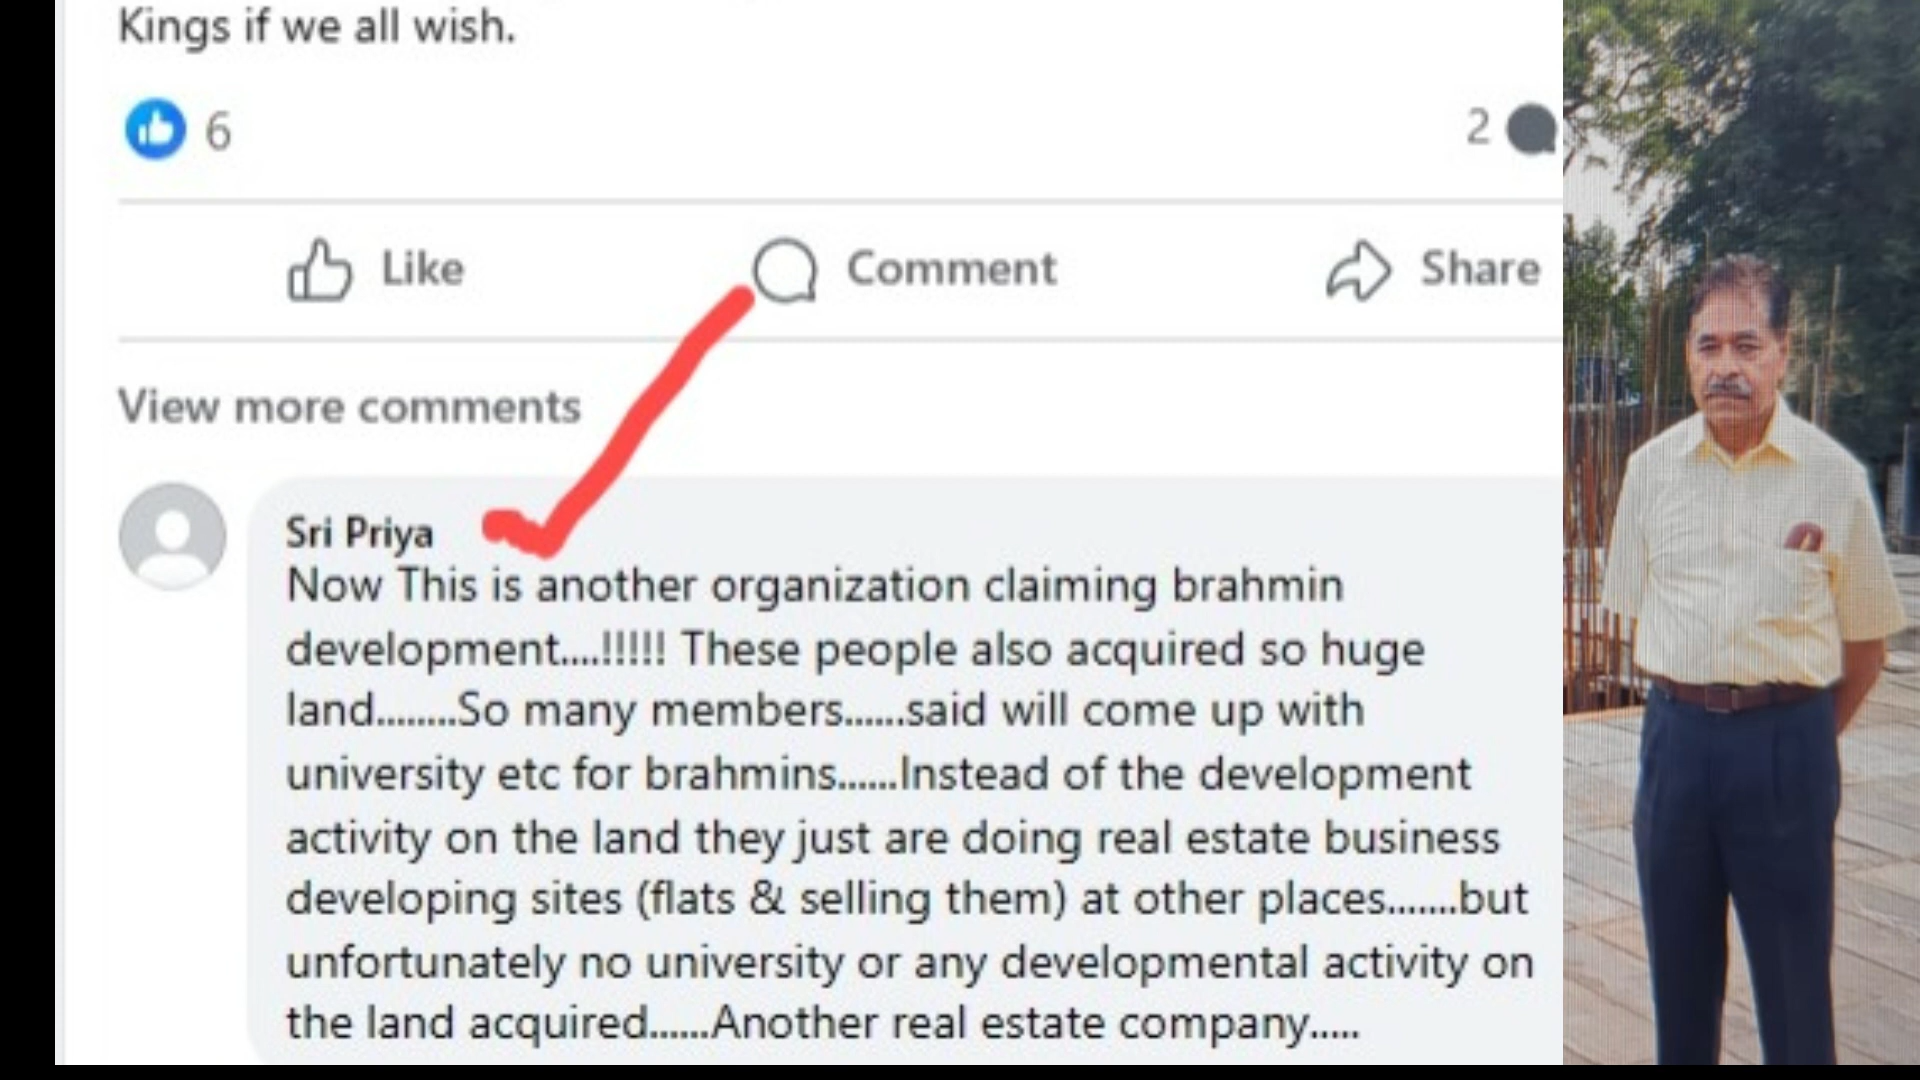 Kings if we all wish.
6
2
Like
Comment
Share
View more comments
Sri Priya
Now This is another organization claiming brahmin
development....!!!!! These people also acquired so huge
land........So many members......said will come up with
university etc for brahmins......Instead of the development
activity on the land they just are doing real estate business
developing sites (flats & selling them) at other places.......but
unfortunately no university or any developmental activity on
the land acquired......Another real estate company.....